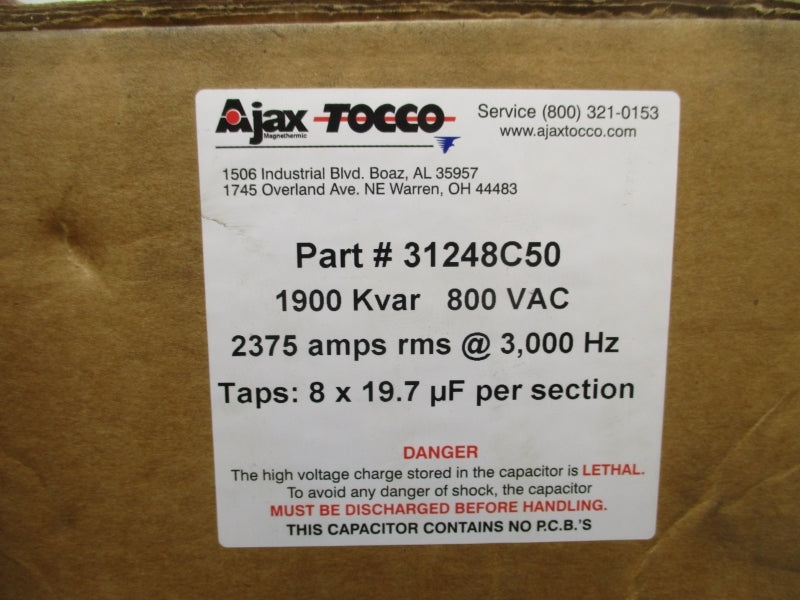 Ajax TOCCO
Magnethermic
Service (800) 321-0153
www.ajaxtocco.com
1506 Industrial Blvd. Boaz, AL 35957
1745 Overland Ave. NE Warren, OH 44483
Part # 31248C50
1900 Kvar 800 VAC
2375 amps rms @ 3,000 Hz
Taps: 8 x 19.7 µF per section
DANGER
The high voltage charge stored in the capacitor is LETHAL.
To avoid any danger of shock, the capacitor
MUST BE DISCHARGED BEFORE HANDLING.
THIS CAPACITOR CONTAINS NO P.C.B.'S